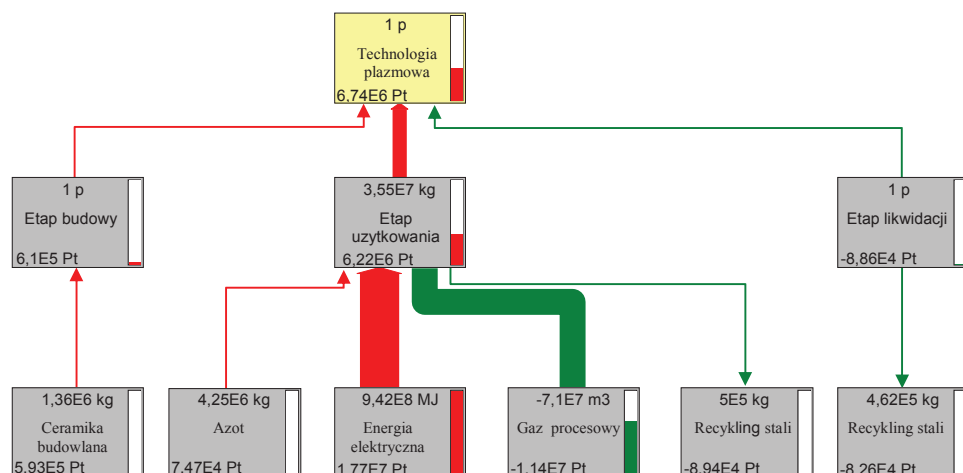 1 p
Technologia
plazmowa
6,74E6 Pt
1 p
Etap budowy
6,1E5 Pt
3,55E7 kg
Etap
uzytkowania
6,22E6 Pt
1 p
Etap likwidacji
-8,86E4 Pt
1,36E6 kg
Ceramika
budowlana
5,93E5 Pt
4,25E6 kg
Azot
7,47E4 Pt
9,42E8 MJ
Energia
elektryczna
1,77E7 Pt
-7,1E7 m3
Gaz procesowy
-1,14E7 Pt
5E5 kg
Recykling stali
-8,94E4 Pt
4,62E5 kg
Recykling stali
-8,26E4 Pt